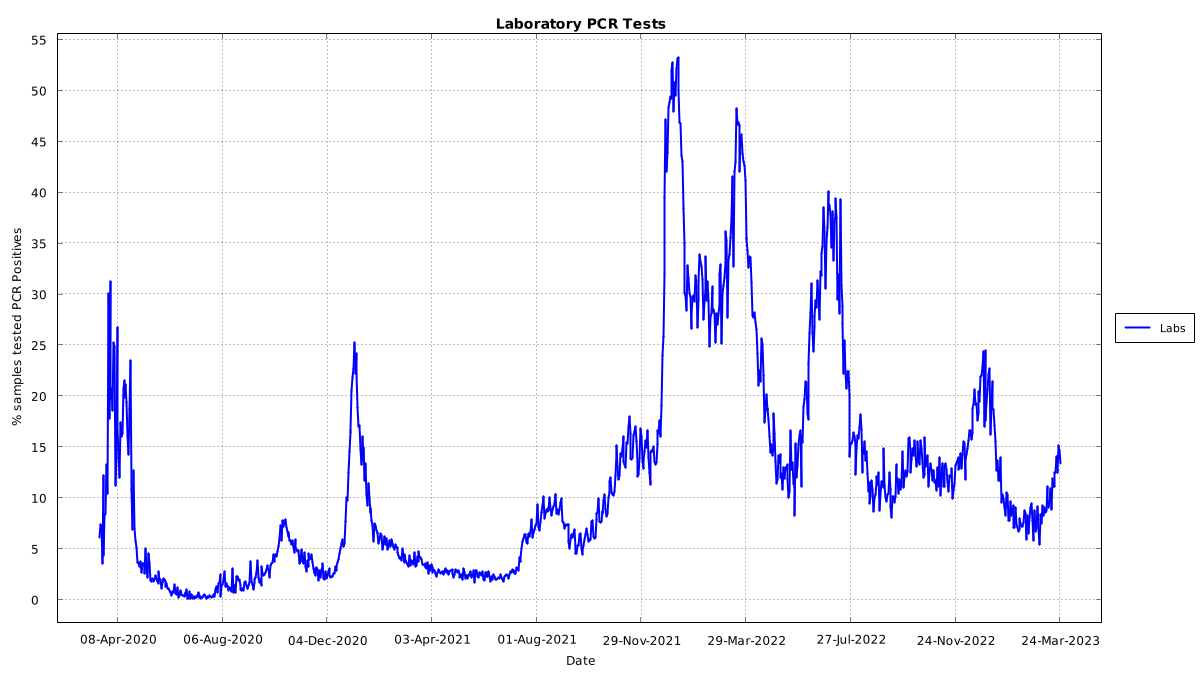 Laboratory PCR Tests
% samples tested PCR Positives
55
50
45
40
35
30
25
20
15
10
5
0
08-Apr-2020 06-Aug-2020 04-Dec-2020 03-Apr-2021 01-Aug-2021 29-Nov-2021 29-Mar-2022 27-Jul-2022 24-Nov-2022 24-Mar-2023
Date
Labs